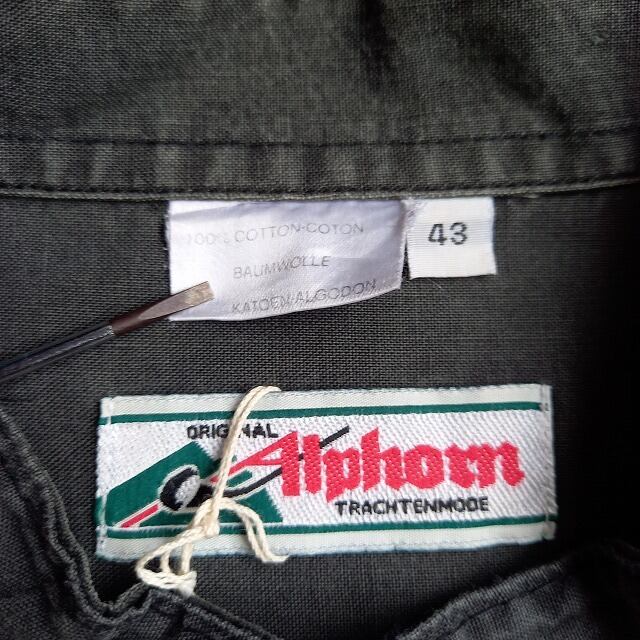 100% COTTON-COTON
BAUMWOLLE
KATOEN-ALGODON
43
ORIGINAL
Alphorn
TRACHTENMODE